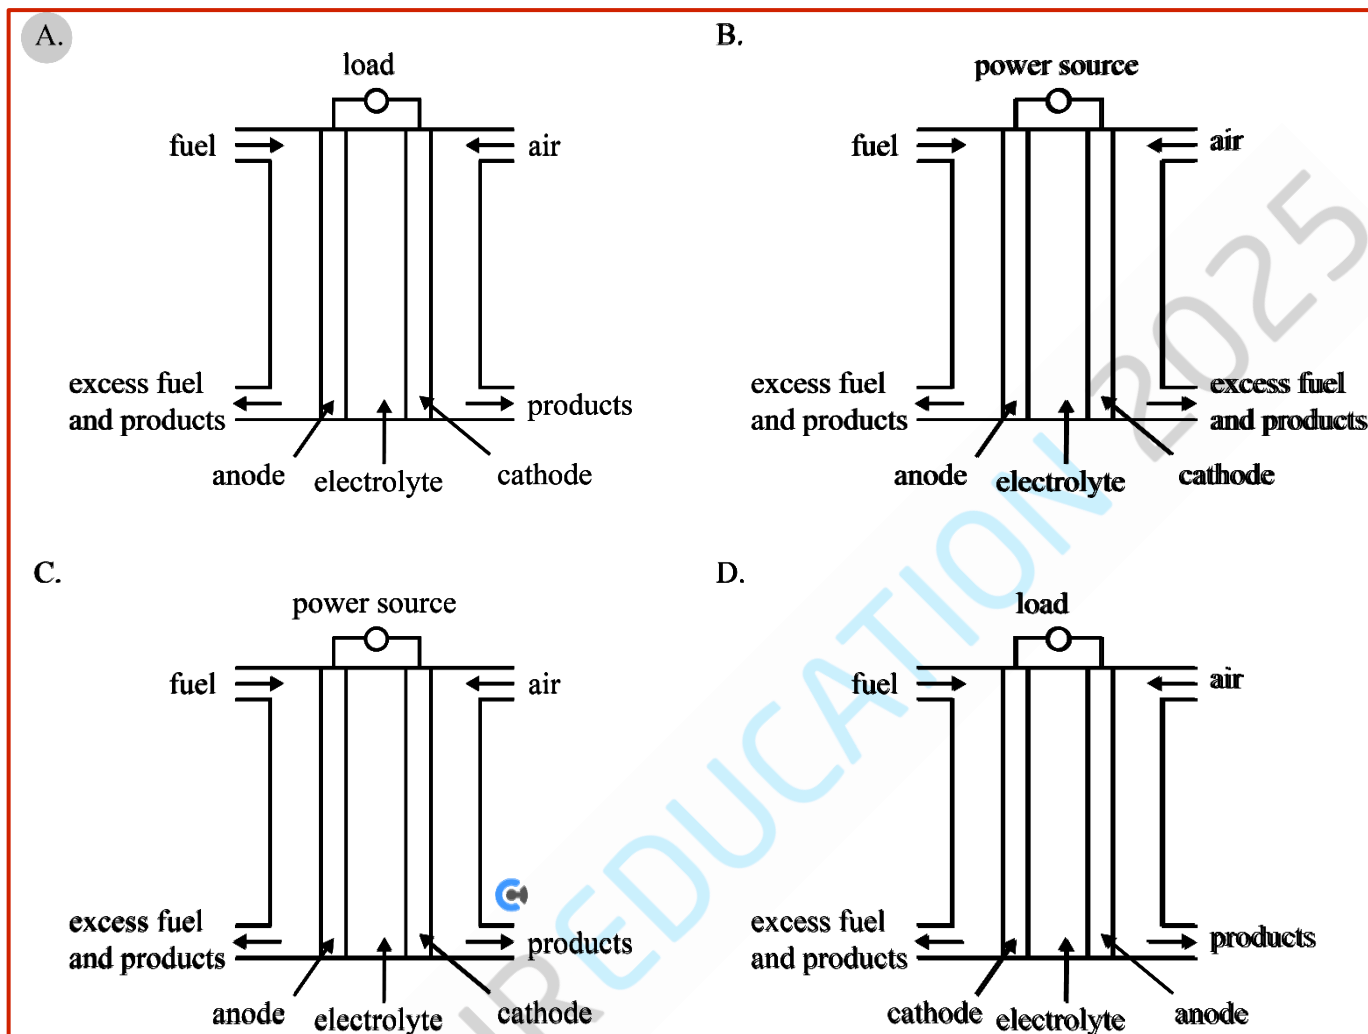 A.
load
fuel
air
excess fuel
and products
products
anode
electrolyte
cathode
B.
power source
fuel
air
excess fuel
and products
excess fuel
and products
anode
electrolyte
cathode
C.
power source
fuel
air
excess fuel
and products
products
anode
electrolyte
cathode
D.
load
fuel
air
excess fuel
and products
products
cathode
electrolyte
anode
EDUCATION 2025